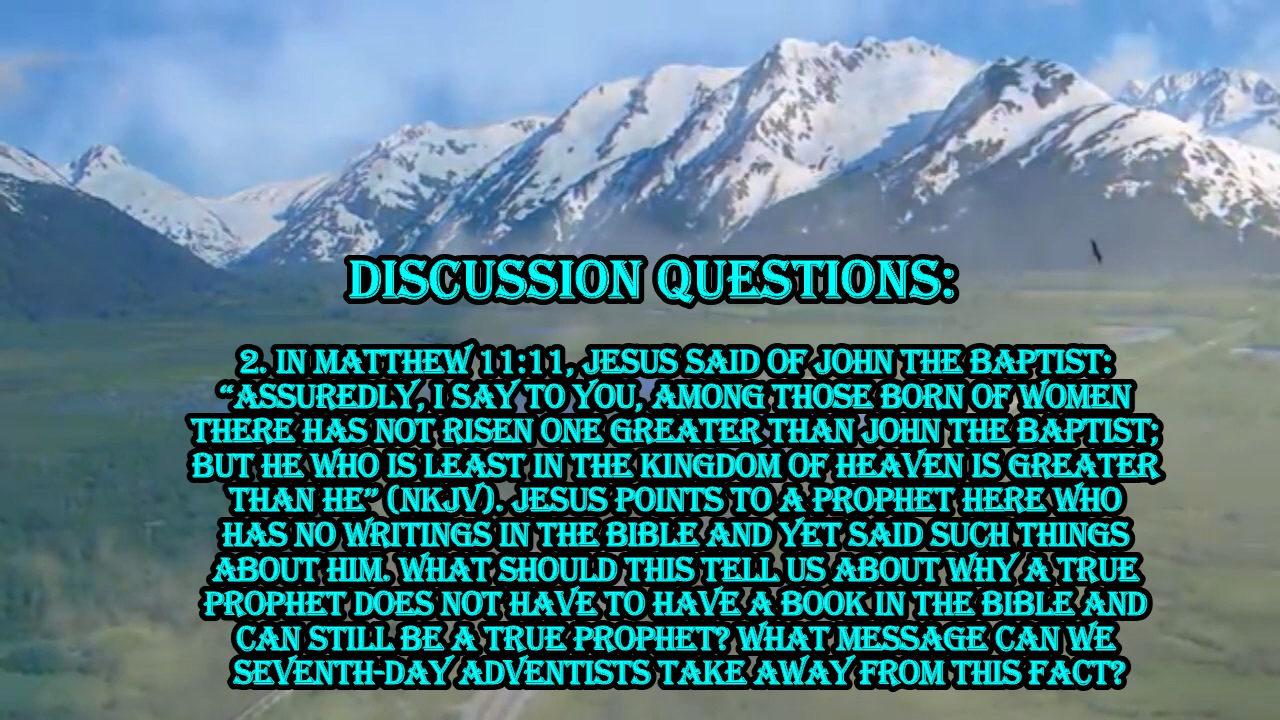 DISCUSSION QUESTIONS:
2. IN MATTHEW 11:11, JESUS SAID OF JOHN THE BAPTIST:
“ASSUREDLY, I SAY TO YOU, AMONG THOSE BORN OF WOMEN
THERE HAS NOT RISEN ONE GREATER THAN JOHN THE BAPTIST;
BUT HE WHO IS LEAST IN THE KINGDOM OF HEAVEN IS GREATER
THAN HE” (NKJV). JESUS POINTS TO A PROPHET HERE WHO
HAS NO WRITINGS IN THE BIBLE AND YET SAID SUCH THINGS
ABOUT HIM. WHAT SHOULD THIS TELL US ABOUT WHY A TRUE
PROPHET DOES NOT HAVE TO HAVE A BOOK IN THE BIBLE AND
CAN STILL BE A TRUE PROPHET? WHAT MESSAGE CAN WE
SEVENTH-DAY ADVENTISTS TAKE AWAY FROM THIS FACT?